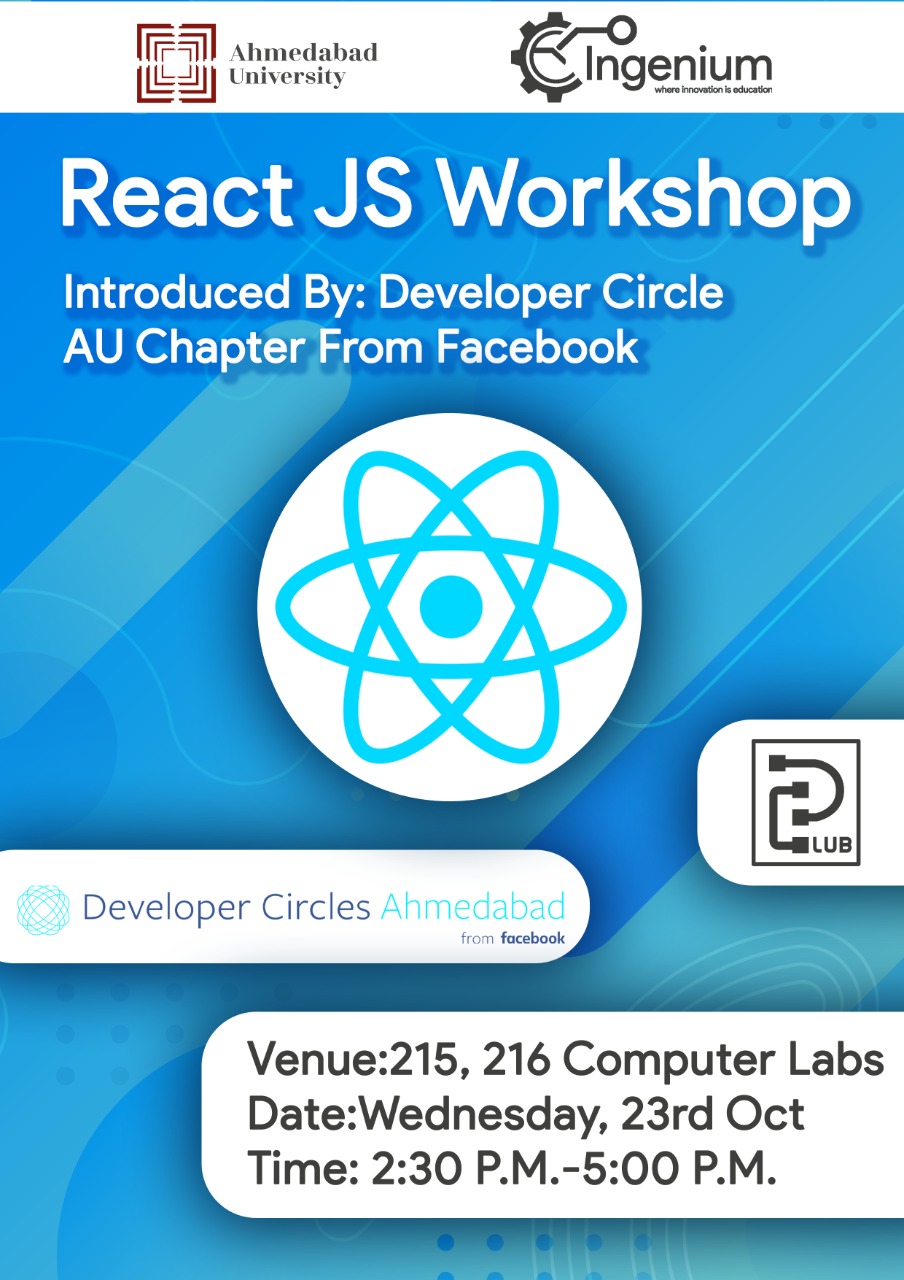 Ahmedabad
University
Ingenium
where innovation is education
React JS Workshop
Introduced By: Developer Circle
AU Chapter From Facebook
LUB
Developer Circles Ahmedabad
from facebook
Venue:215, 216 Computer Labs
Date:Wednesday, 23rd Oct
Time: 2:30 P.M.-5:00 P.M.